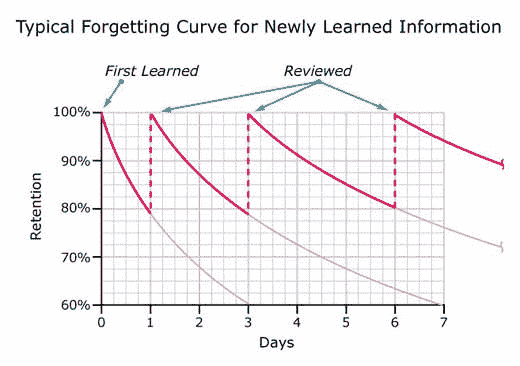 Typical Forgetting Curve for Newly Learned Information
First Learned
Reviewed
100%
90%
80%
70%
60%
Retention
0 1 2 3 4 5 6 7
Days